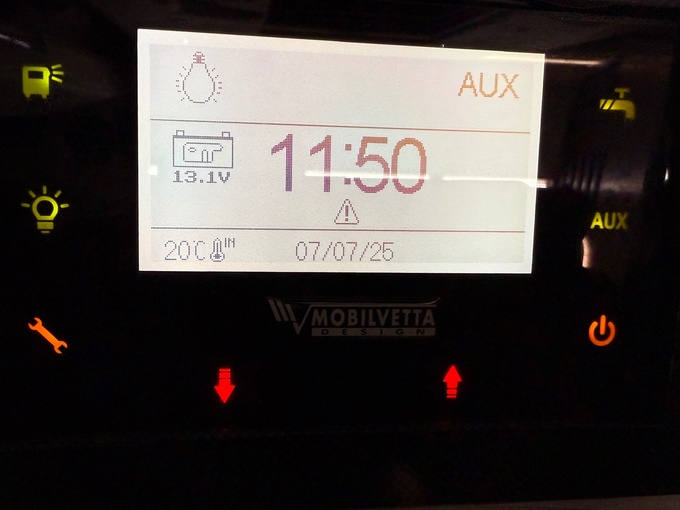 AUX
11:50
13.1V
20°C IN
07/07/25
AUX
MOBILVETTA
DESIGN